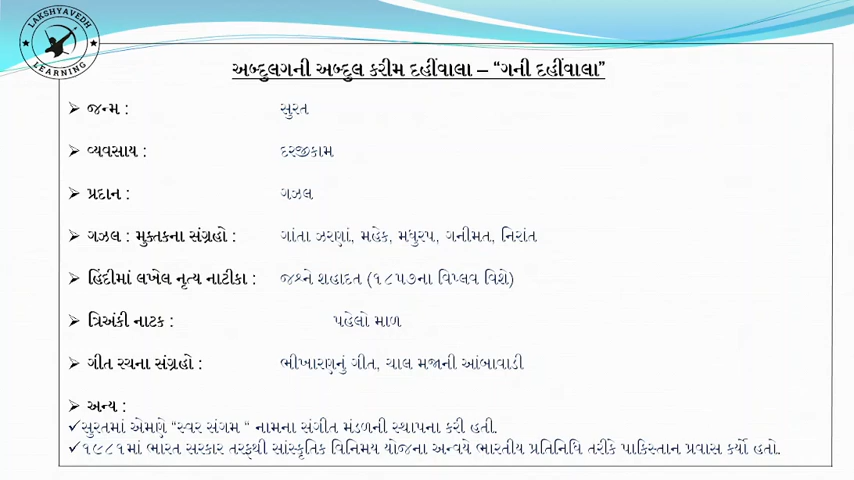 LAKSHYAVEDH
LEARNING
અબ્દુલગની અબ્દુલ કરીમ દહીંવાલા – “ગની દહીંવાલા”
➢ જન્મ : સુરત
➢ વ્યવસાય : દરજીકામ
➢ પ્રદાન : ગઝલ
➢ ગઝલ : મુક્તકના સંગ્રહો : ગાંતા ઝરણાં, મહેક, મધુરપ, ગનીમત, નિરાંત
➢ હિંદીમાં લખેલ નૃત્ય નાટીકા : જશ્ને શહાદત (૧૮૫૭ના વિપ્લવ વિશે)
➢ ત્રિઅંકી નાટક : પહેલો માળ
➢ ગીત રચના સંગ્રહો : ભીખારણનું ગીત, ચાલ મજાની આંબાવાડી
➢ અન્ય :
✓સુરતમાં એમણે “સ્વર સંગમ “ નામના સંગીત મંડળની સ્થાપના કરી હતી.
✓૧૯૮૧માં ભારત સરકાર તરફથી સાંસ્કૃતિક વિનિમય યોજના અન્વયે ભારતીય પ્રતિનિધિ તરીકે પાકિસ્તાન પ્રવાસ કર્યો હતો.